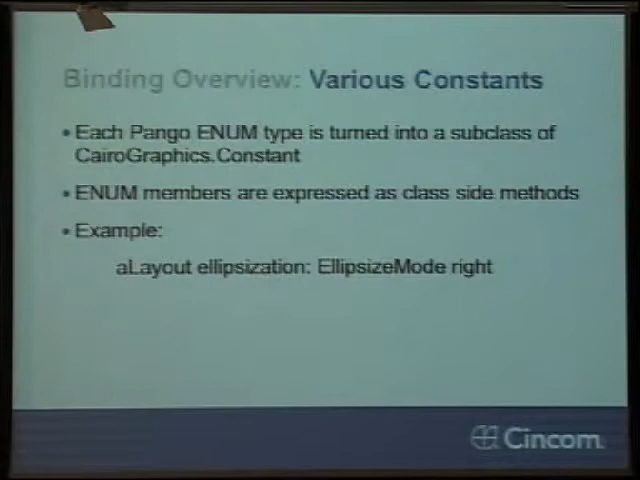 Binding Overview: Various Constants
• Each Pango ENUM type is turned into a subclass of
CairoGraphics.Constant
• ENUM members are expressed as class side methods
• Example:
aLayout ellipsization: EllipsizeMode right
Cincom